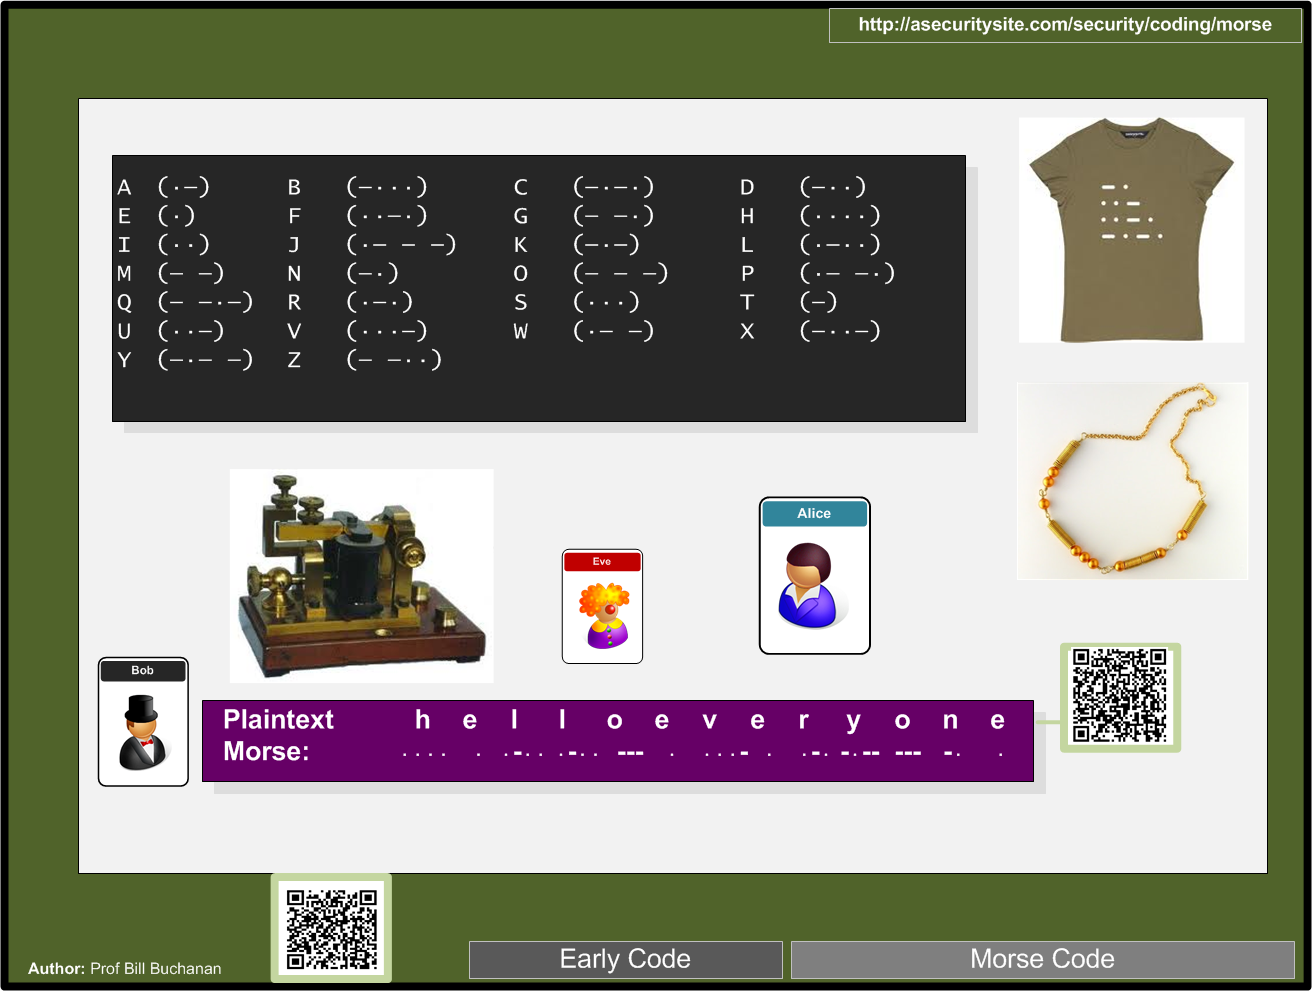 http://asecuritysite.com/security/coding/morse
A (·–) B (–···) C (–·–·) D (–··)
E (·) F (··–·) G (– –·) H (····)
I (··) J (·– – –) K (–·–) L (·–··)
M (– –) N (–·) O (– – –) P (·– –·)
Q (– –·–) R (·–·) S (···) T (–)
U (··–) V (···–) W (·– –) X (–··–)
Y (–·– –) Z (– –··)
– ·
· · –
· – – ·
– · – ·
Alice
Eve
Bob
Plaintext h e l l o e v e r y o n e
Morse: .... . .-.. .-.. --- . ...- . .-. -.-- --- -. .
Author: Prof Bill Buchanan
Early Code
Morse Code